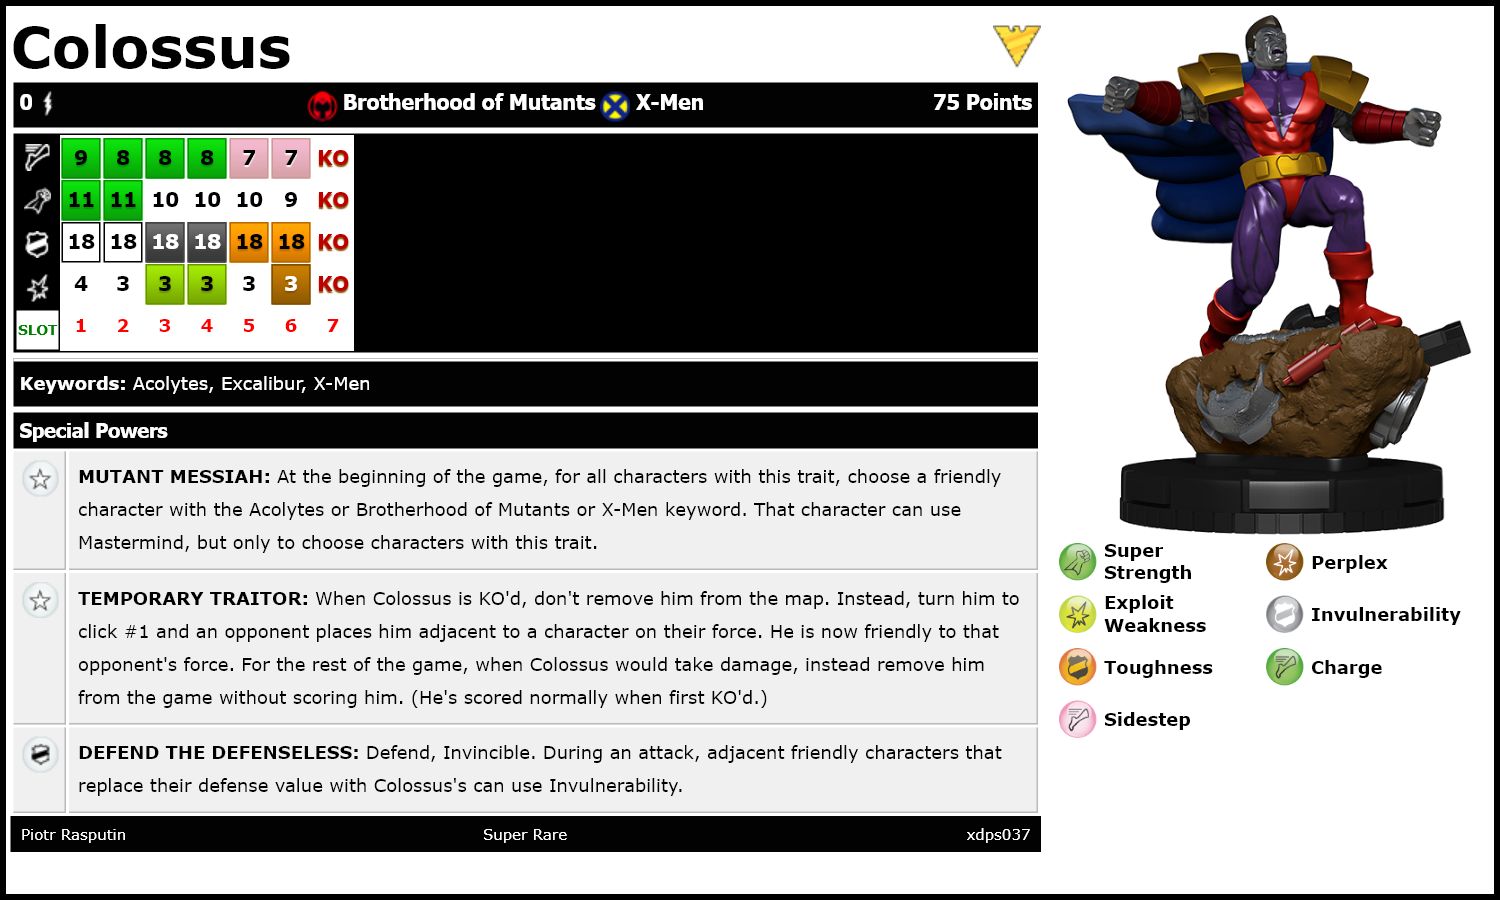 Colossus
0 Brotherhood of Mutants X-Men 75 Points
9 8 8 8 7 7 KO
11 11 10 10 10 9 KO
18 18 18 18 18 18 KO
4 3 3 3 3 3 KO
SLOT 1 2 3 4 5 6 7
Keywords: Acolytes, Excalibur, X-Men
Special Powers
MUTANT MESSIAH: At the beginning of the game, for all characters with this trait, choose a friendly
character with the Acolytes or Brotherhood of Mutants or X-Men keyword. That character can use
Mastermind, but only to choose characters with this trait.
TEMPORARY TRAITOR: When Colossus is KO'd, don't remove him from the map. Instead, turn him to
click #1 and an opponent places him adjacent to a character on their force. He is now friendly to that
opponent's force. For the rest of the game, when Colossus would take damage, instead remove him
from the game without scoring him. (He's scored normally when first KO'd.)
DEFEND THE DEFENSELESS: Defend, Invincible. During an attack, adjacent friendly characters that
replace their defense value with Colossus's can use Invulnerability.
Piotr Rasputin Super Rare xdps037
Super
Strength
Perplex
Exploit
Weakness
Invulnerability
Toughness
Charge
Sidestep